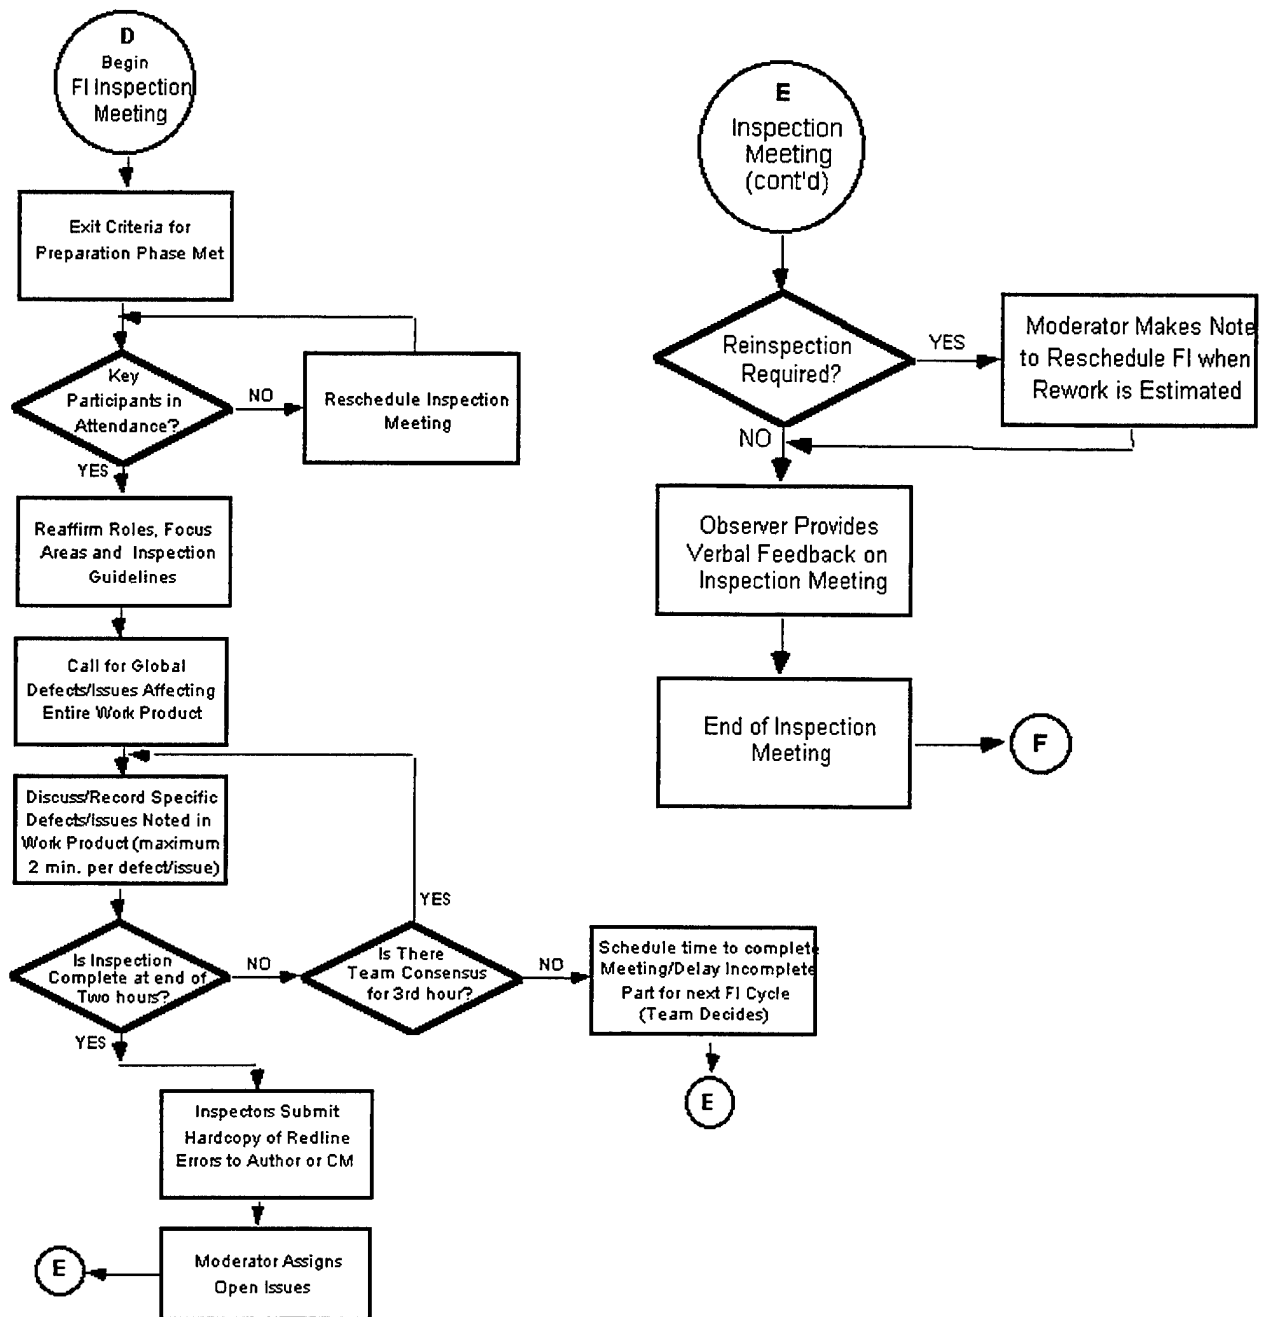 D
Begin
FI Inspection
Meeting
Exit Criteria for
Preparation Phase Met
Key
Participants in
Attendance?
NO
Reschedule Inspection
Meeting
YES
Reaffirm Roles, Focus
Areas and Inspection
Guidelines
Call for Global
Defects/Issues Affecting
Entire Work Product
Discuss/Record Specific
Defects/Issues Noted in
Work Product (maximum
2 min. per defect/issue)
Is Inspection
Complete at end of
Two hours?
NO
Is There
Team Consensus
for 3rd hour?
YES
NO
Schedule time to complete
Meeting/Delay Incomplete
Part for next FI Cycle
(Team Decides)
E
YES
Inspectors Submit
Hardcopy of Redline
Errors to Author or CM
Moderator Assigns
Open Issues
E
E
Inspection
Meeting
(cont'd)
Reinspection
Required?
YES
Moderator Makes Note
to Reschedule FI when
Rework is Estimated
NO
Observer Provides
Verbal Feedback on
Inspection Meeting
End of Inspection
Meeting
F